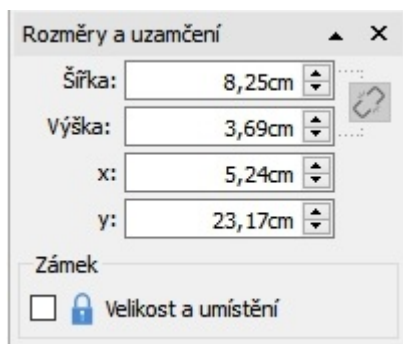 Rozměry a uzamčení
Šířka: 8,25cm
Výška: 3,69cm
x: 5,24cm
y: 23,17cm
Zámek
Velikost a umístění